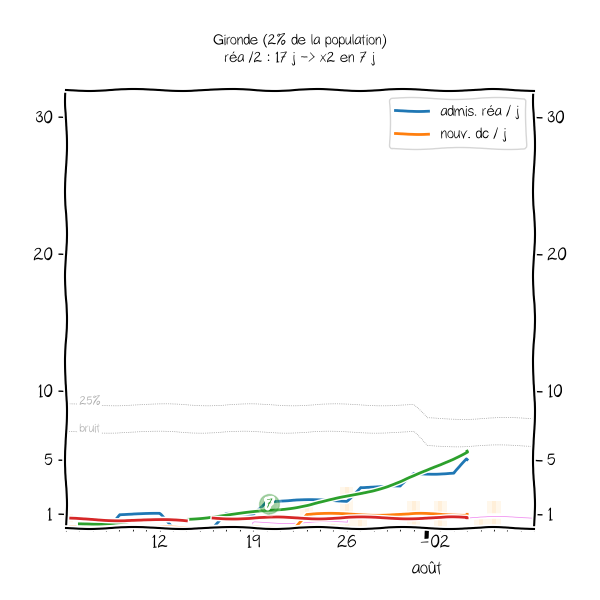 Gironde (2% de la population)
réa /2 : 17 j -> x2 en 7 j
admis. réa / j
nouv. dc / j
30 30
20 20
10 10
25%
bruit
5 5
7
1 1
12 19 26 02
août